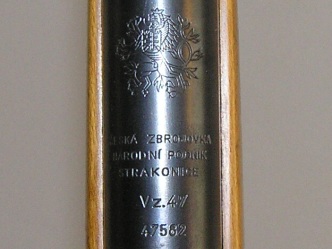 ČESKÁ ZBROJOVKA
NÁRODNÍ PODNIK
STRAKONICE
Vz.47
47562